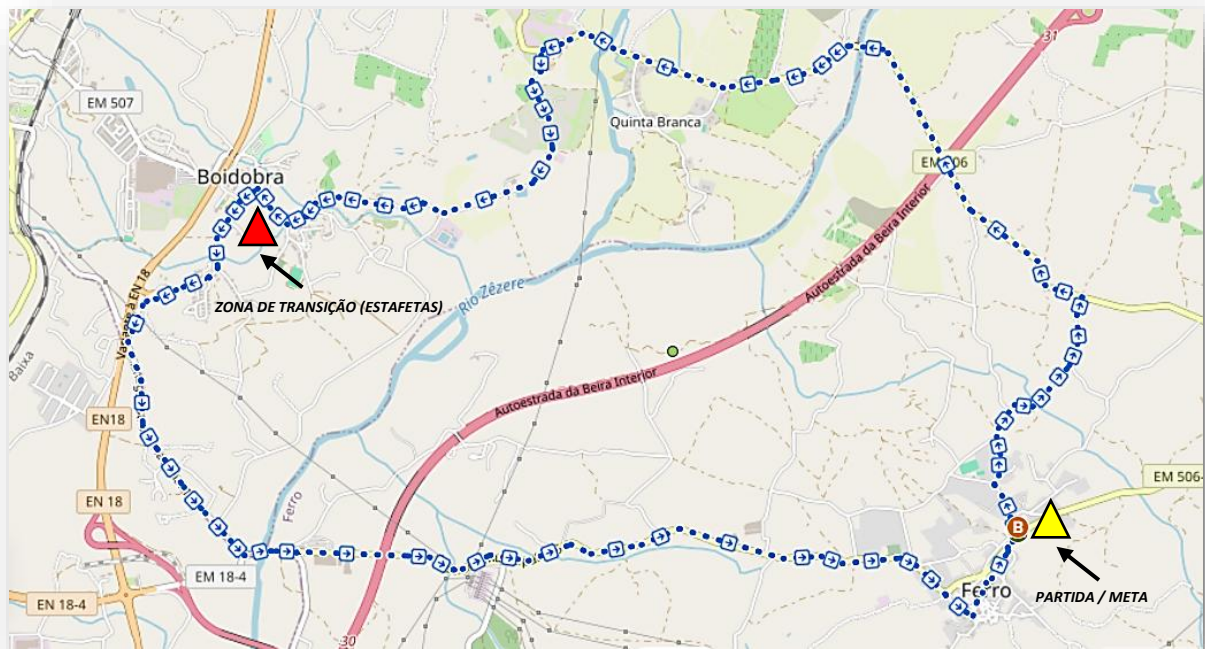 31
EM 507
Quinta Branca
EM 506
Boidobra
Autoestrada da Beira Interior
Rio Zêzere
ZONA DE TRANSIÇÃO (ESTAFETAS)
Variante à EN 18
Baixa
Autoestrada da Beira Interior
EN18
EM 506-
EN 18
Ferro
B
EM 18-4
EN 18-4
Ferro
PARTIDA / META
30